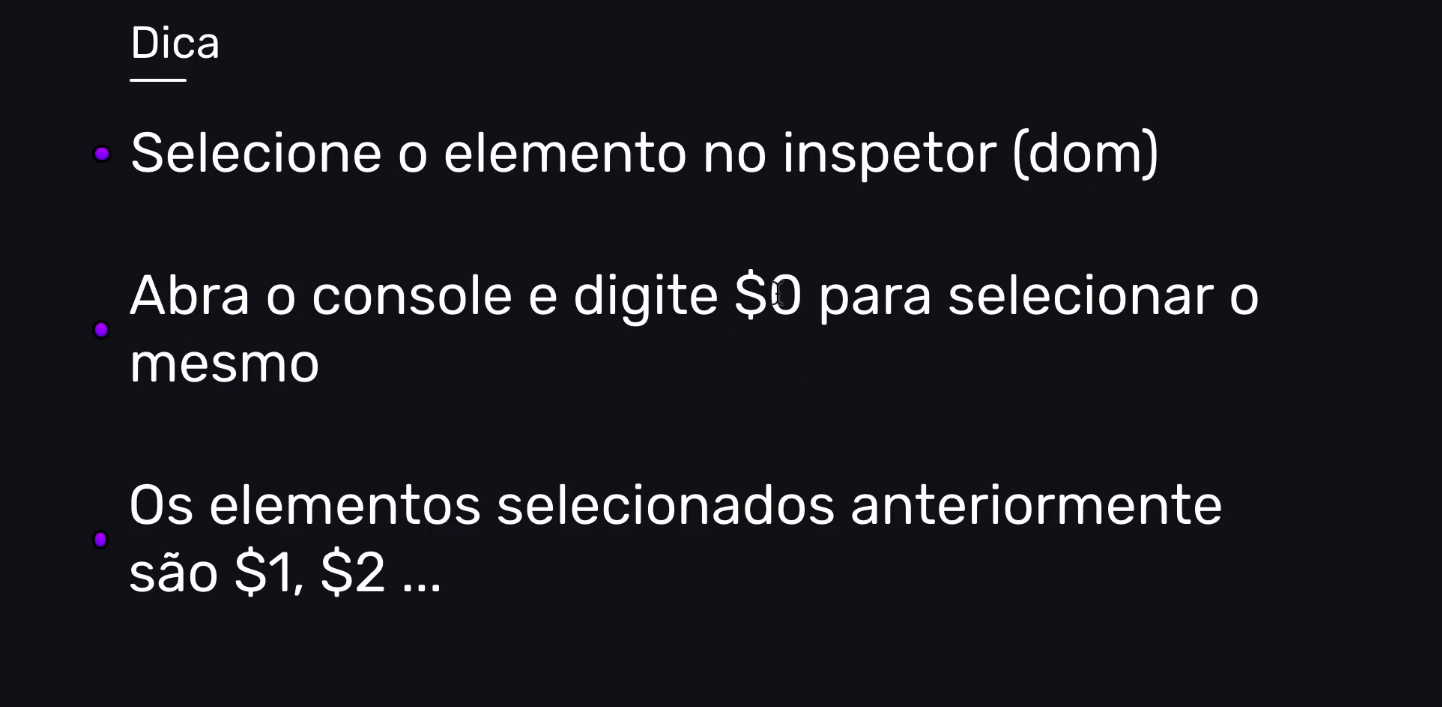 Dica
Selecione o elemento no inspetor (dom)
Abra o console e digite $0 para selecionar o
mesmo
Os elementos selecionados anteriormente
são $1, $2 ...